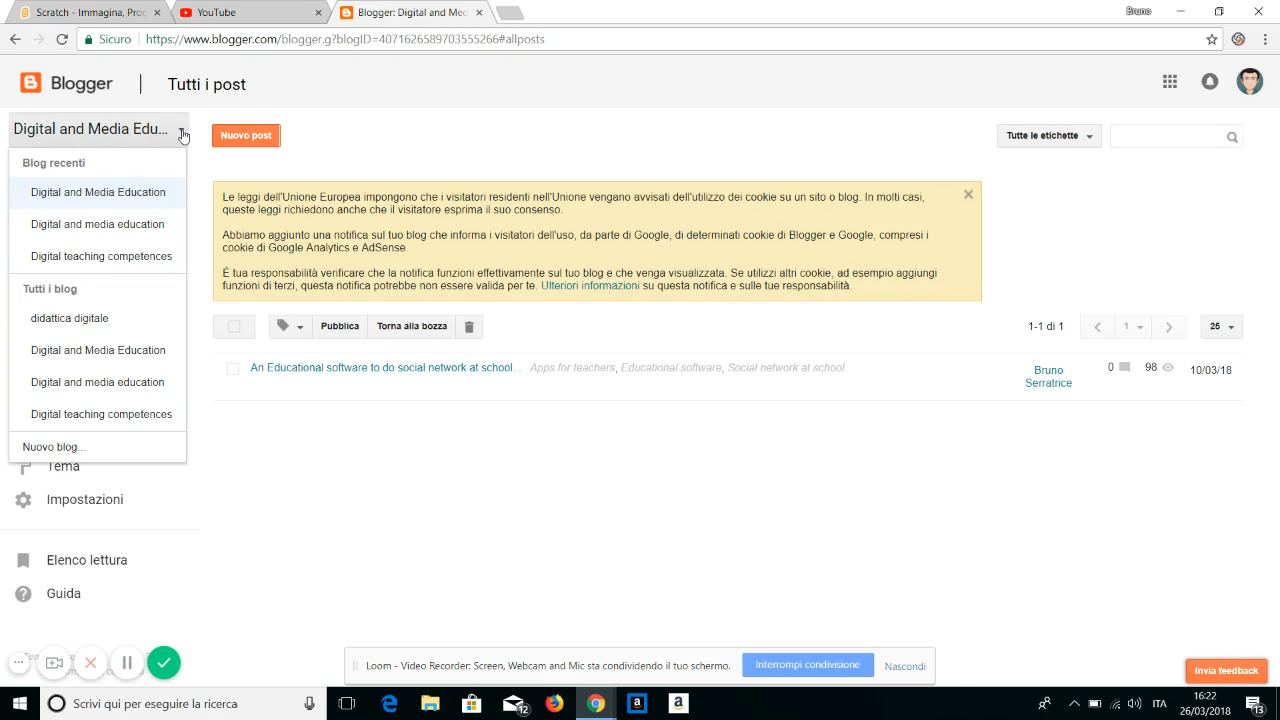 Scratch - Immagina, Prog
YouTube
Blogger: Digital and Med
Bruno
Sicuro
https://www.blogger.com/blogger.g?blogID=4071626589703555266#allposts
Blogger
Tutti i post
Digital and Media Edu...
Nuovo post
Tutte le etichette
Blog recenti
Digital and Media Education
Digital and media education
Digital teaching competences
Tutti i blog
didattica digitale
Digital and Media Education
Digital and media education
Digital teaching competences
Nuovo blog...
Le leggi dell'Unione Europea impongono che i visitatori residenti nell'Unione vengano avvisati dell'utilizzo dei cookie su un sito o blog. In molti casi,
queste leggi richiedono anche che il visitatore esprima il suo consenso.
Abbiamo aggiunto una notifica sul tuo blog che informa i visitatori dell'uso, da parte di Google, di determinati cookie di Blogger e Google, compresi i
cookie di Google Analytics e AdSense.
È tua responsabilità verificare che la notifica funzioni effettivamente sul tuo blog e che venga visualizzata. Se utilizzi altri cookie, ad esempio aggiungi
funzioni di terzi, questa notifica potrebbe non essere valida per te. Ulteriori informazioni su questa notifica e sulle tue responsabilità.
Pubblica
Torna alla bozza
1-1 di 1
1
25
An Educational software to do social network at school... Apps for teachers, Educational software, Social network at school
Bruno
Serratrice
0
98
10/03/18
Tema
Impostazioni
Elenco lettura
Guida
Loom - Video Recorder: Screen, Webcam and Mic sta condividendo il tuo schermo.
Interrompi condivisione
Nascondi
Invia feedback
Scrivi qui per eseguire la ricerca
12
ITA
16:22
26/03/2018
13